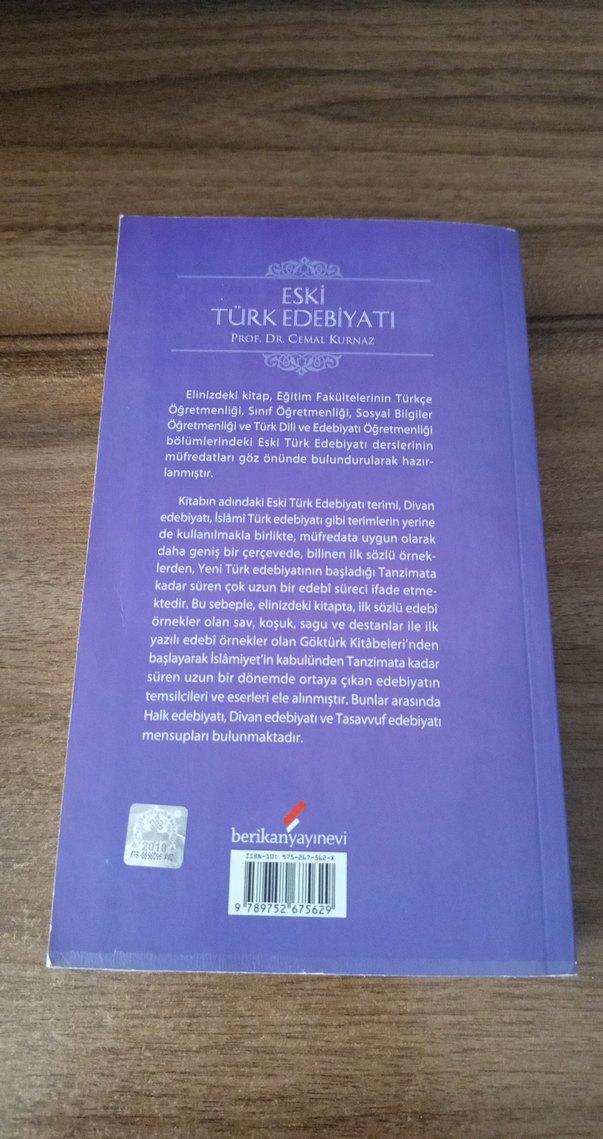 ESKİ
TÜRK EDEBİYATI
PROF. DR. CEMAL KURNAZ
Elinizdeki kitap, Eğitim Fakültelerinin Türkçe
Öğretmenliği, Sınıf Öğretmenliği, Sosyal Bilgiler
Öğretmenliği ve Türk Dili ve Edebiyatı Öğretmenliği
bölümlerindeki Eski Türk Edebiyatı derslerinin
müfredatları göz önünde bulundurularak hazır-
lanmıştır.
Kitabın adındaki Eski Türk Edebiyatı terimi, Divan
edebiyatı, İslamî Türk edebiyatı gibi terimlerin yerine
de kullanılmakla birlikte, müfredata uygun olarak
daha geniş bir çerçevede, bilinen ilk sözlü örnek-
lerden, Yeni Türk edebiyatının başladığı Tanzimata
kadar süren çok uzun bir edebî süreci ifade etme-
ktedir. Bu sebeple, elinizdeki kitapta, ilk sözlü edebî
örnekler olan sav, koşuk, sagu ve destanlar ile ilk
yazılı edebî örnekler olan Göktürk Kitâbeleri'nden
başlayarak İslâmiyet'in kabulünden Tanzimata kadar
süren uzun bir dönemde ortaya çıkan edebiyatın
temsilcileri ve eserleri ele alınmıştır. Bunlar arasında
Halk edebiyatı, Divan edebiyatı ve Tasavvuf edebiyatı
mensupları bulunmaktadır.
2010
berikanyayınevi
ISBN-10: 975-267-562-X
9 789752 675629